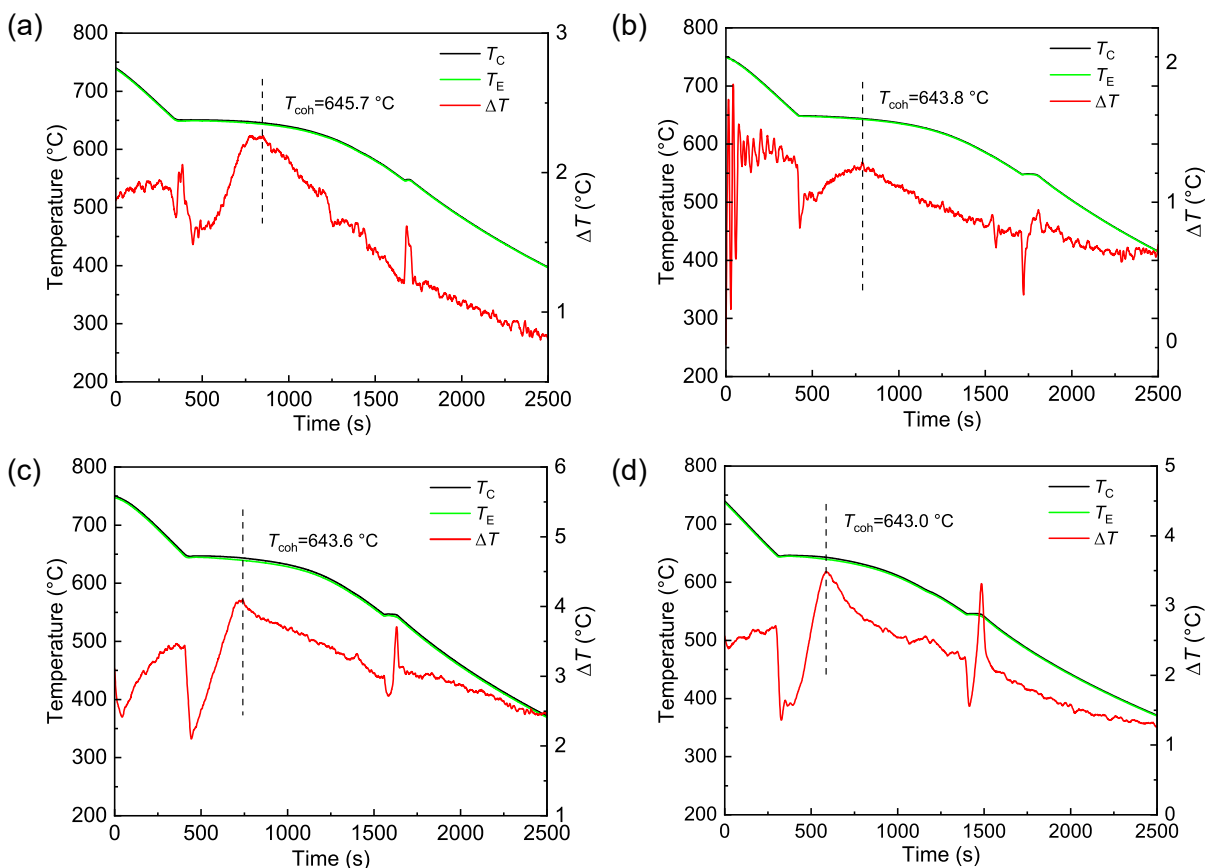 (a)
800
700
600
500
400
300
200
Temperature (°C)
0
500
1000
1500
2000
2500
Time (s)
3
2
1
ΔT (°C)
T_C
T_E
ΔT
T_coh=645.7 °C
(b)
800
700
600
500
400
300
200
Temperature (°C)
0
500
1000
1500
2000
2500
Time (s)
2
1
0
ΔT (°C)
T_C
T_E
ΔT
T_coh=643.8 °C
(c)
800
700
600
500
400
300
200
Temperature (°C)
0
500
1000
1500
2000
2500
Time (s)
6
5
4
3
2
1
ΔT (°C)
T_C
T_E
ΔT
T_coh=643.6 °C
(d)
800
700
600
500
400
300
200
Temperature (°C)
0
500
1000
1500
2000
2500
Time (s)
5
4
3
2
1
0
ΔT (°C)
T_C
T_E
ΔT
T_coh=643.0 °C